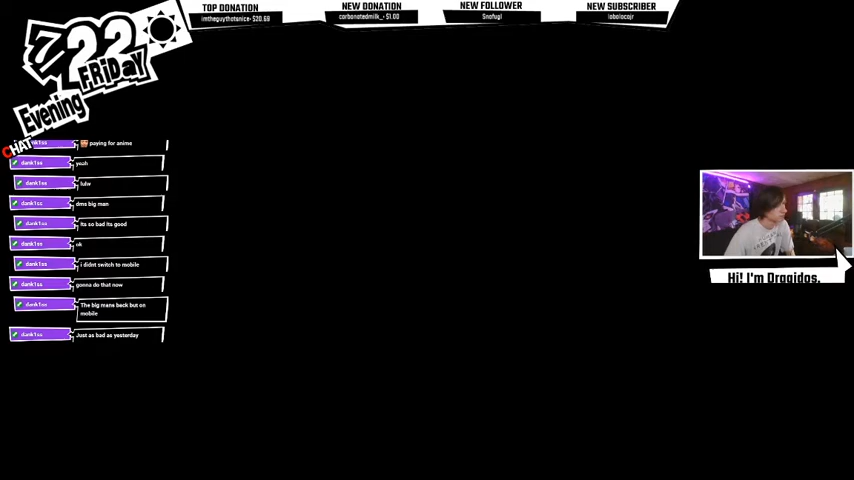 TOP DONATION
imtheguythatnice- $20.69
NEW DONATION
carbonatedmilk_- $1.00
NEW FOLLOWER
Snofugl
NEW SUBSCRIBER
lobolocojr
7/22
FRiDAY
Evening
CHAT
paying for anime
dank1ss yeah
dank1ss lulw
dank1ss dms big man
dank1ss Its so bad Its good
dank1ss ok
dank1ss i didnt switch to mobile
dank1ss gonna do that now
dank1ss The big mans back but on
mobile
dank1ss Just as bad as yesterday
Hi! I'm Dragidos.